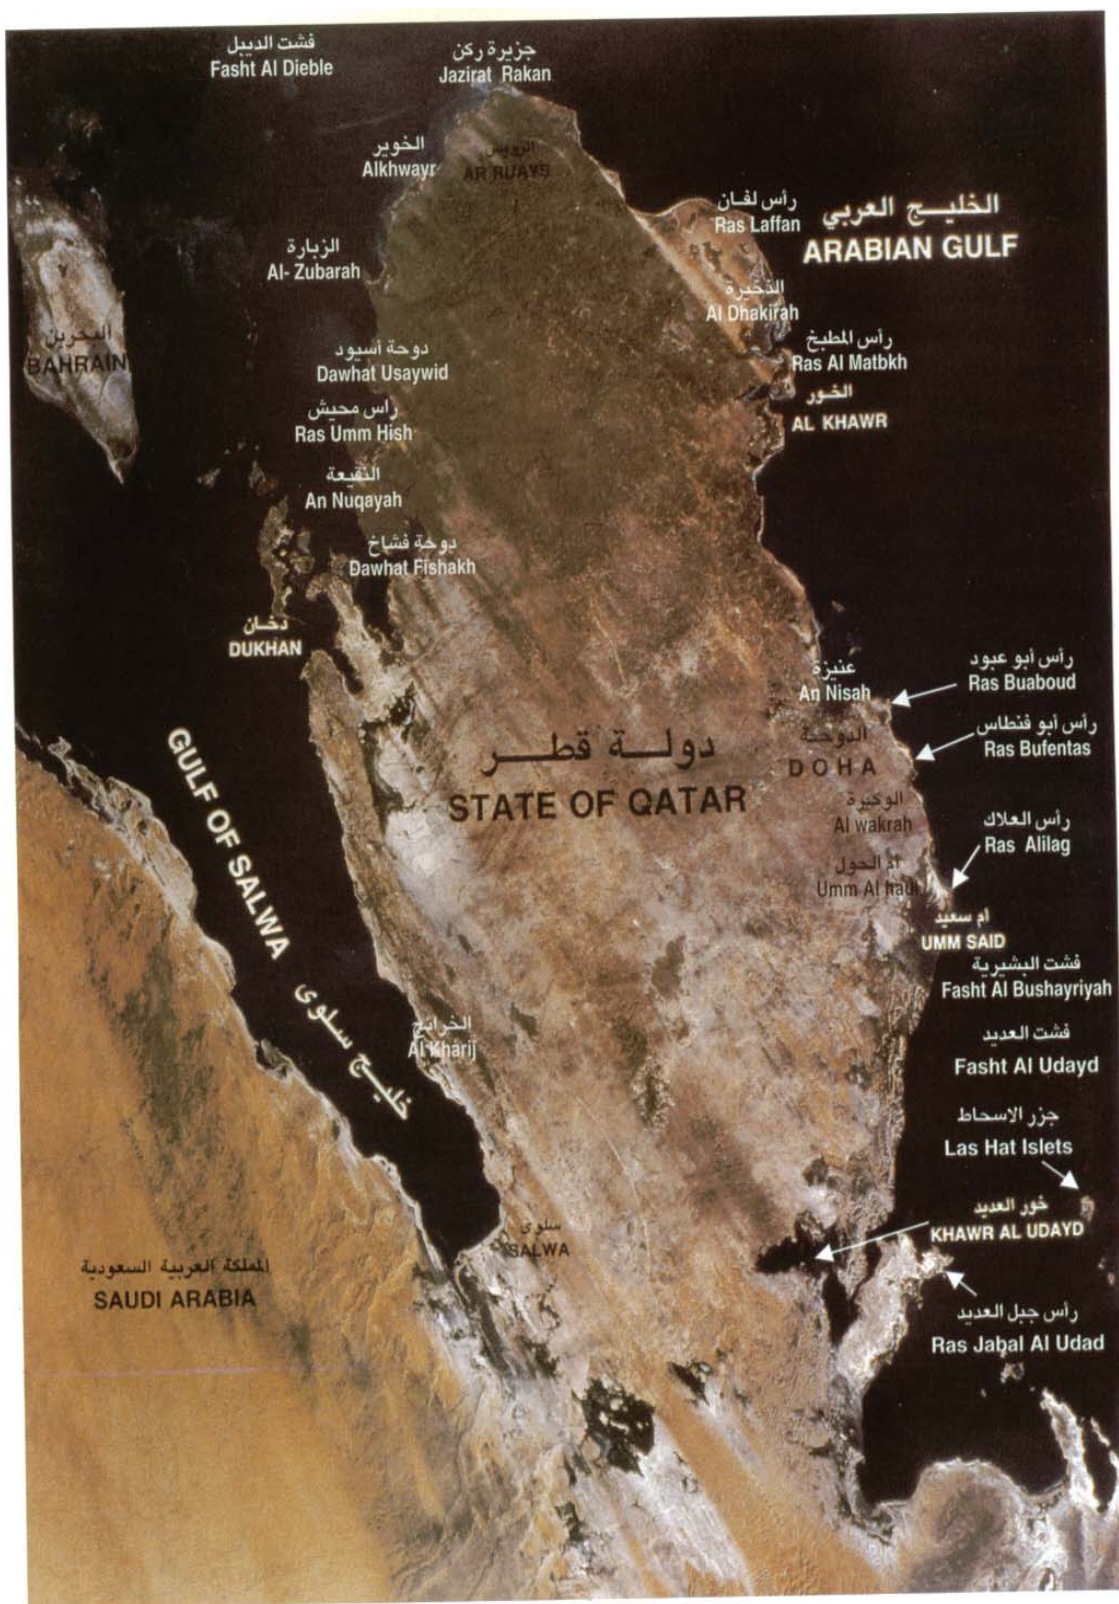 فشت الديبل
Fasht Al Dieble
جزيرة ركن
Jazirat Rakan
الخوير
Alkhwayr
الرويس
AR RUAYS
رأس لفان
Ras Laffan
الخليج العربي
ARABIAN GULF
الزبارة
Al- Zubarah
الذخيرة
Al Dhakirah
البحرين
BAHRAIN
دوحة أسيود
Dawhat Usaywid
رأس المطبخ
Ras Al Matbkh
الخور
AL KHAWR
راس محيش
Ras Umm Hish
النقيعة
An Nuqayah
دوحة فشاخ
Dawhat Fishakh
دخان
DUKHAN
عنيزة
An Nisah
رأس أبو عبود
Ras Buaboud
رأس أبو فنطاس
Ras Bufentas
الدوحة
DOHA
دولة قطر
STATE OF QATAR
الوكيرة
Al wakrah
رأس العلاك
Ras Alilag
ام الحول
Umm Al haul
ام سعيد
UMM SAID
GULF OF SALWA
خليج سلوى
فشت البشيرية
Fasht Al Bushayriyah
الخرائج
Al Kharij
فشت العديد
Fasht Al Udayd
جزر الاسحاط
Las Hat Islets
خور العديد
KHAWR AL UDAYD
سلوى
SALWA
المملكة العربية السعودية
SAUDI ARABIA
رأس جبل العديد
Ras Jabal Al Udad